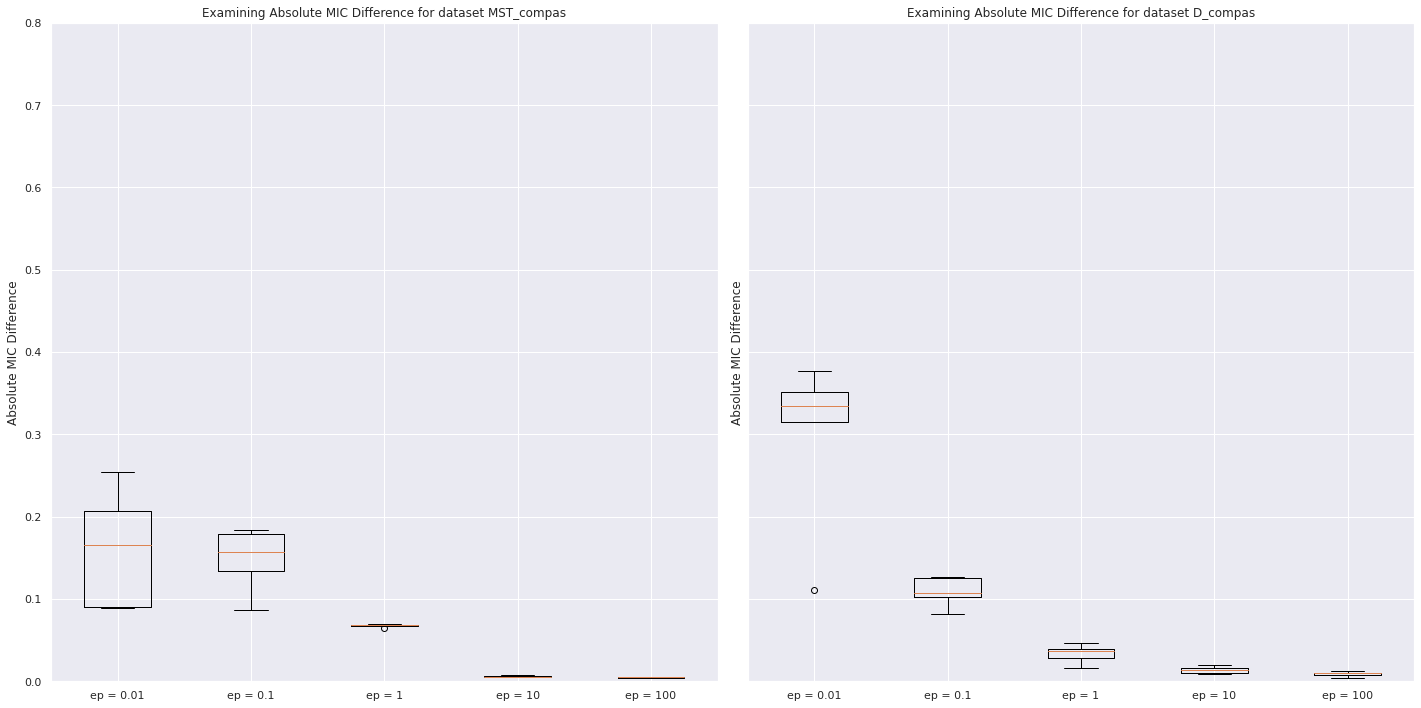 Examining Absolute MIC Difference for dataset MST_compas
Examining Absolute MIC Difference for dataset D_compas
0.8
0.7
0.6
0.5
0.4
0.3
0.2
0.1
0.0
Absolute MIC Difference
Absolute MIC Difference
ep = 0.01
ep = 0.1
ep = 1
ep = 10
ep = 100
ep = 0.01
ep = 0.1
ep = 1
ep = 10
ep = 100